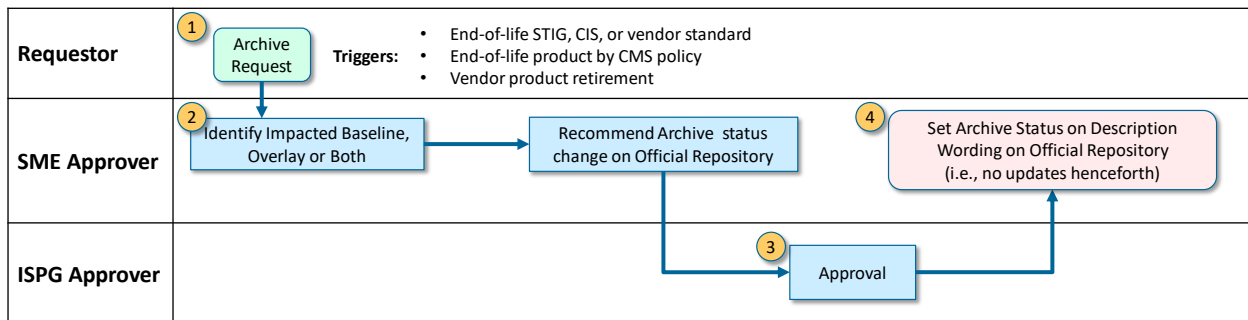 Requestor
1
Archive
Request
Triggers:
• End-of-life STIG, CIS, or vendor standard
• End-of-life product by CMS policy
• Vendor product retirement
SME Approver
2
Identify Impacted Baseline,
Overlay or Both
Recommend Archive status
change on Official Repository
4
Set Archive Status on Description
Wording on Official Repository
(i.e., no updates henceforth)
ISPG Approver
3
Approval